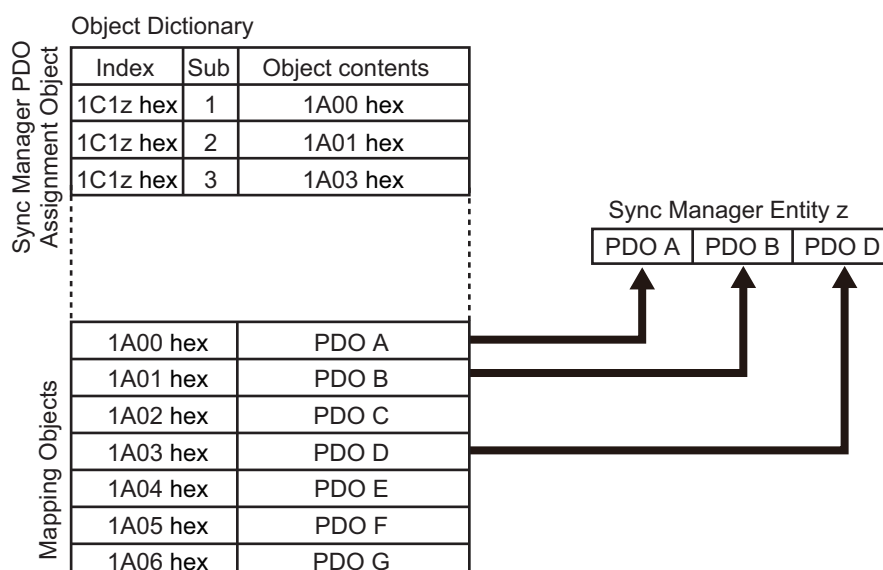 Object Dictionary
Sync Manager PDO
Assignment Object
Index Sub Object contents
1C1z hex 1 1A00 hex
1C1z hex 2 1A01 hex
1C1z hex 3 1A03 hex
Sync Manager Entity z
PDO A PDO B PDO D
Mapping Objects
1A00 hex PDO A
1A01 hex PDO B
1A02 hex PDO C
1A03 hex PDO D
1A04 hex PDO E
1A05 hex PDO F
1A06 hex PDO G